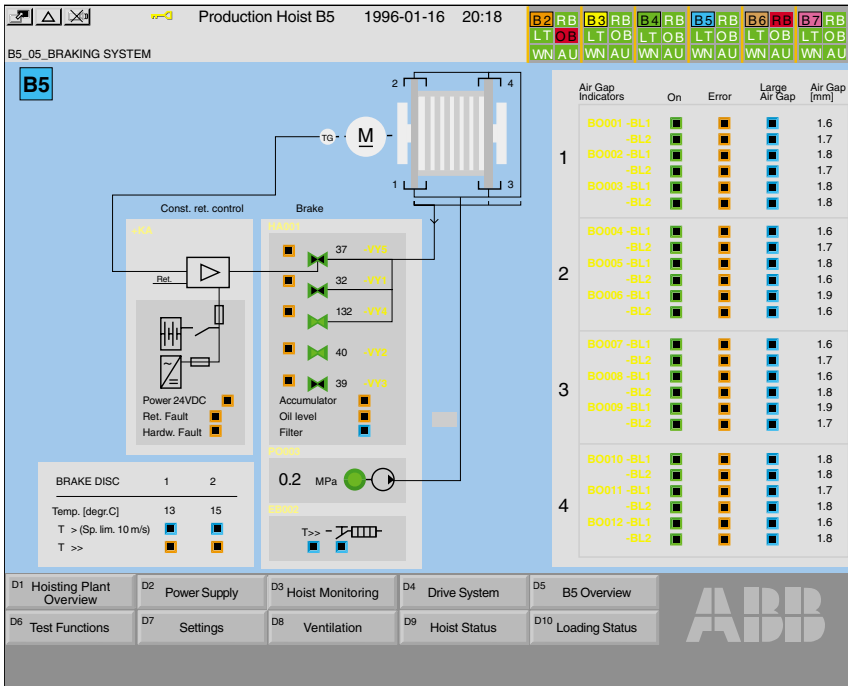 Production Hoist B5 1996-01-16 20:18
B2 RB B3 RB B4 RB B5 RB B6 RB B7 RB
LT OB LT OB LT OB LT OB LT OB LT OB
WN AU WN AU WN AU WN AU WN AU WN AU
B5_05_BRAKING SYSTEM
B5
2 4
TG M
1 3
Const. ret. control Brake
-KA HA001
37 -VY5
Ret. 32 -VY1
132 -VY4
40 -VY3
39 -VY2
Power 24VDC Accumulator
Ret. Fault Oil level
Hardw. Fault Filter
PO003
0.2 MPa
EB002
T>>
BRAKE DISC 1 2
Temp. [degr.C] 13 15
T > (Sp. lim. 10 m/s)
T >>
Air Gap Indicators On Error Large Air Gap Air Gap [mm]
1
BO001 -BL1 1.6
-BL2 1.7
BO002 -BL1 1.8
-BL2 1.7
BO003 -BL1 1.8
-BL2 1.8
2
BO004 -BL1 1.6
-BL2 1.7
BO005 -BL1 1.8
-BL2 1.6
BO006 -BL1 1.9
-BL2 1.6
3
BO007 -BL1 1.6
-BL2 1.7
BO008 -BL1 1.6
-BL2 1.8
BO009 -BL1 1.9
-BL2 1.7
4
BO010 -BL1 1.8
-BL2 1.8
BO011 -BL1 1.7
-BL2 1.8
BO012 -BL1 1.6
-BL2 1.8
D1 Hoisting Plant Overview D2 Power Supply D3 Hoist Monitoring D4 Drive System D5 B5 Overview
D6 Test Functions D7 Settings D8 Ventilation D9 Hoist Status D10 Loading Status
ABB